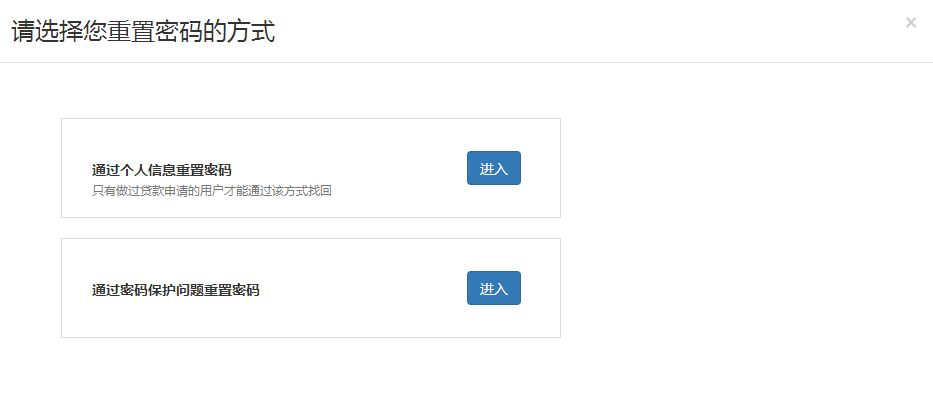 请选择您重置密码的方式
×
通过个人信息重置密码
进入
只有做过贷款申请的用户才能通过该方式找回
通过密码保护问题重置密码
进入